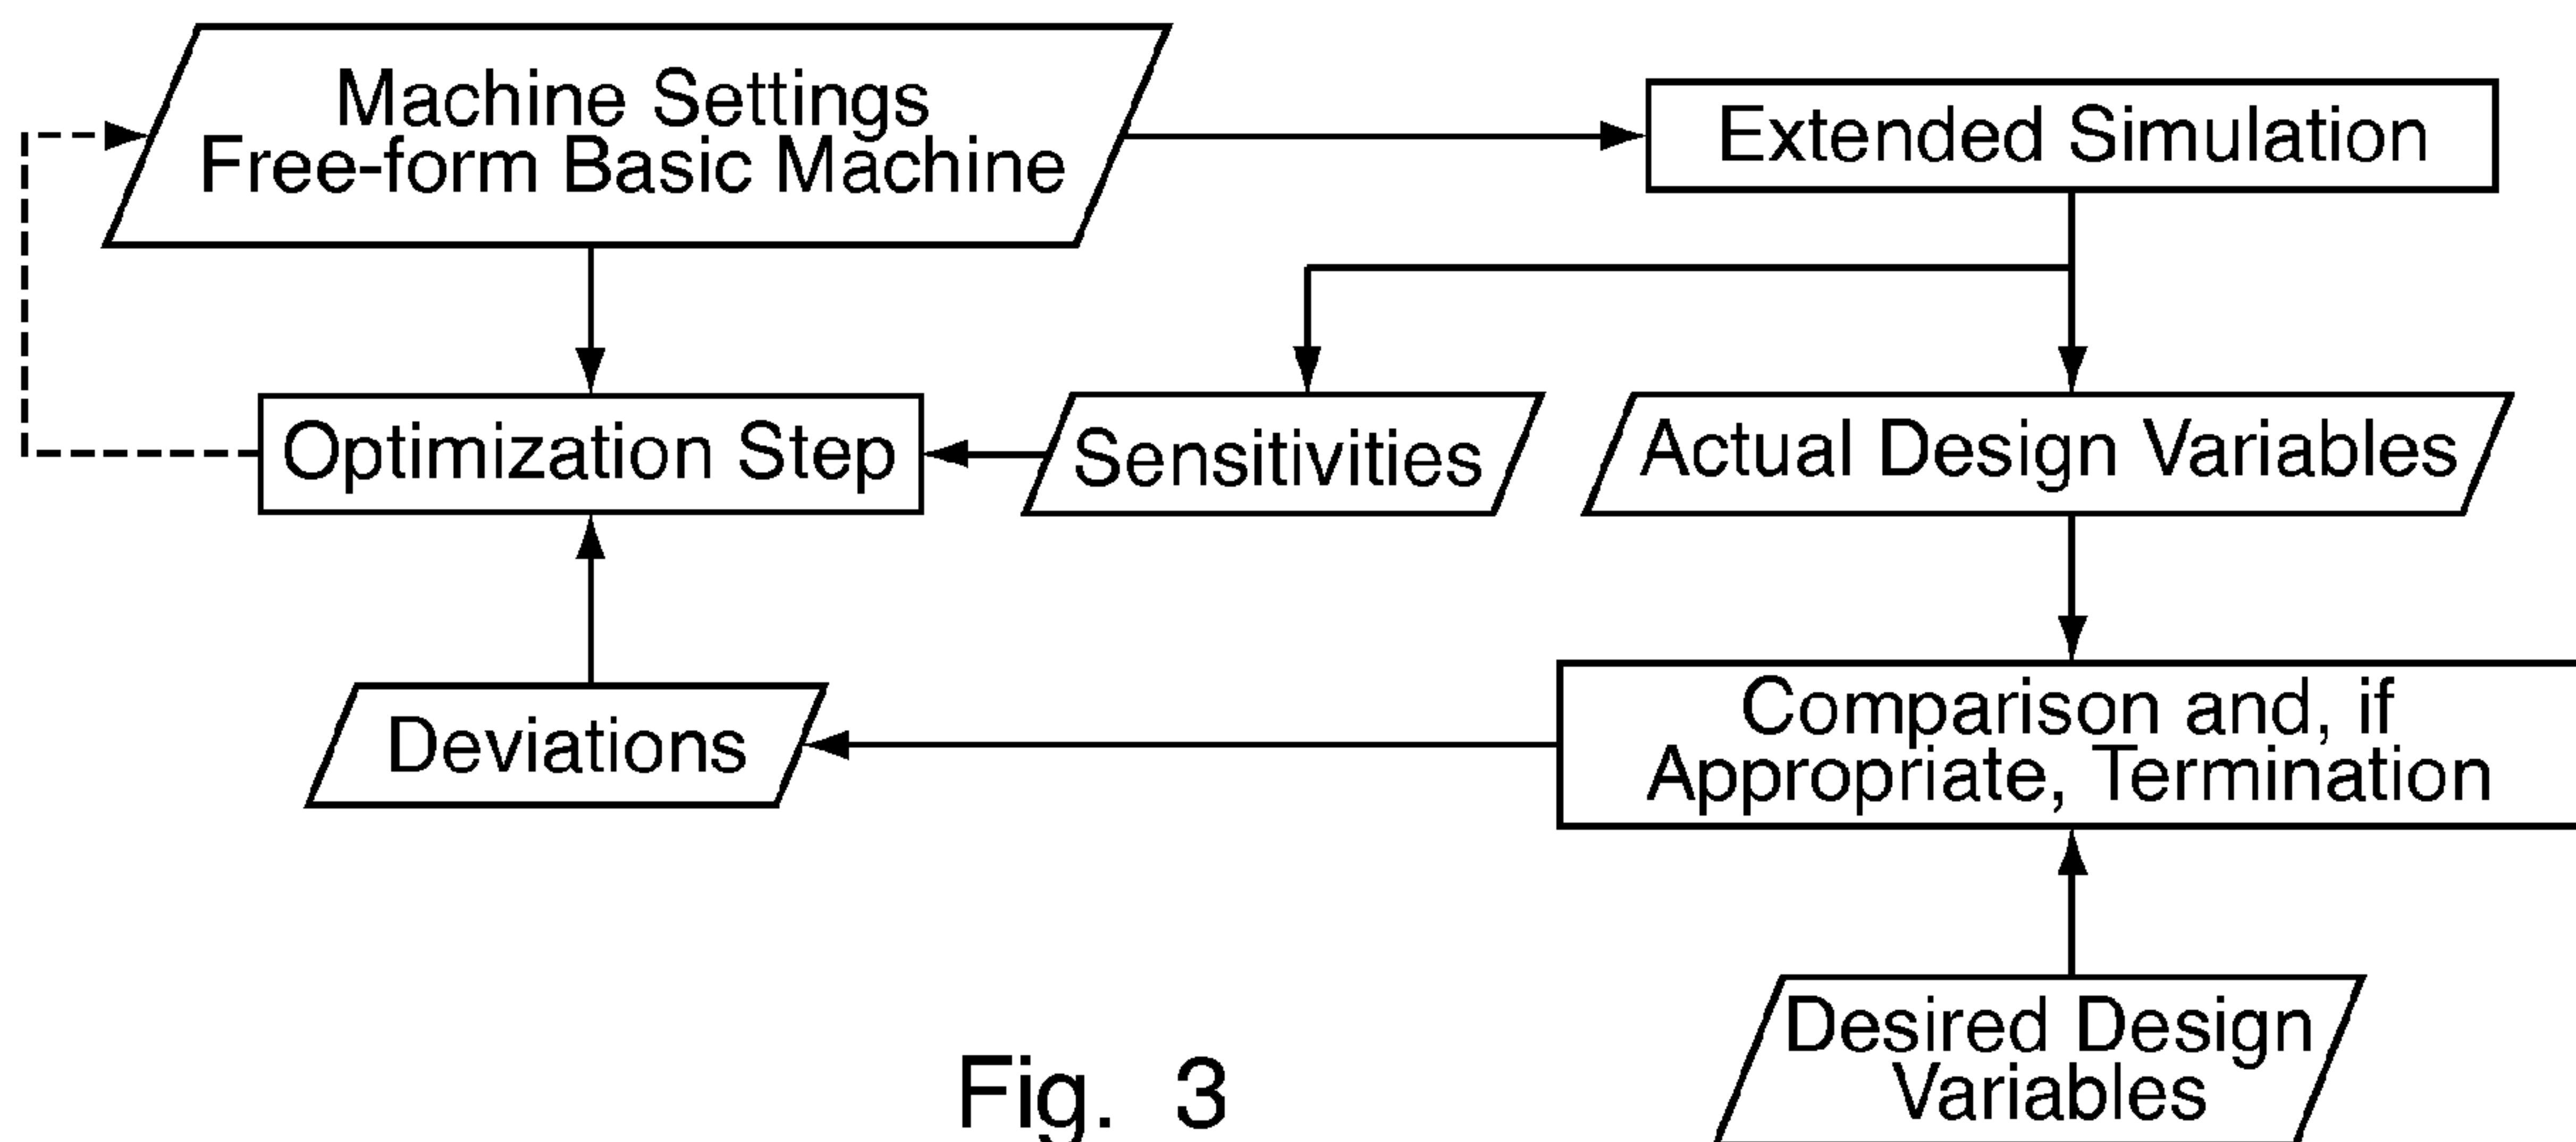 Machine Settings
Free-form Basic Machine
Extended Simulation
Optimization Step
Sensitivities
Actual Design Variables
Deviations
Comparison and, if
Appropriate, Termination
Desired Design
Variables
Fig. 3